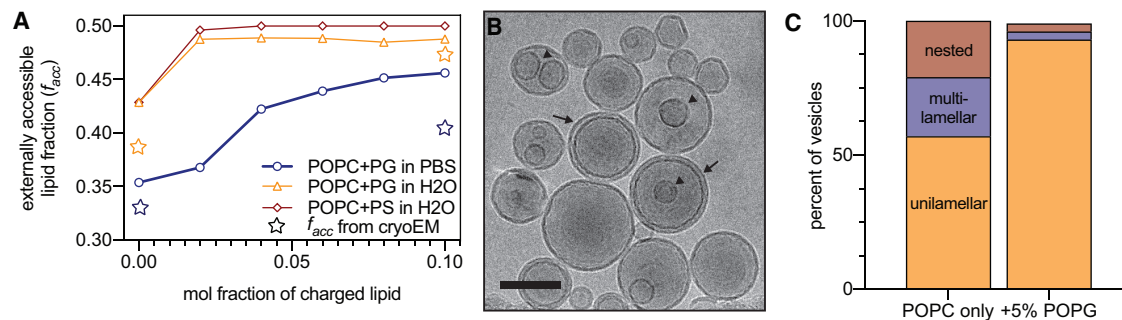 A
externally accessible
lipid fraction (f_acc)
0.50
0.45
0.40
0.35
0.30
0.00
0.05
0.10
mol fraction of charged lipid
POPC+PG in PBS
POPC+PG in H2O
POPC+PS in H2O
f_acc from cryoEM
B
C
percent of vesicles
100
50
0
nested
multi-
lamellar
unilamellar
POPC only +5% POPG